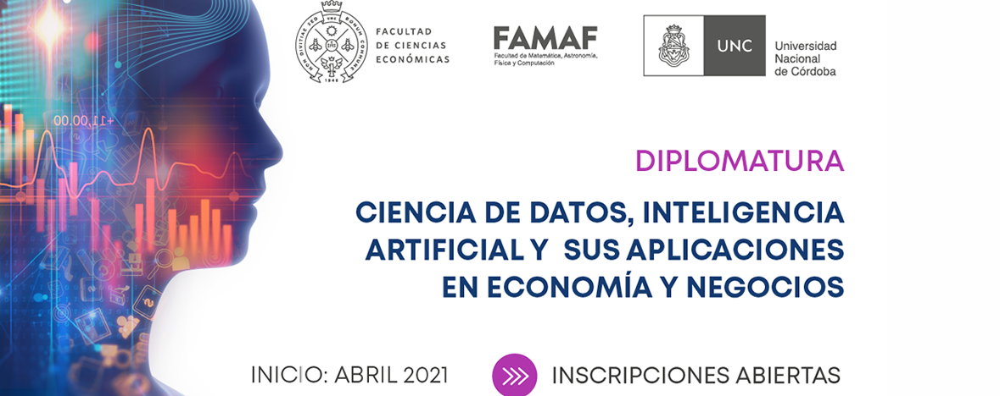 FACULTAD
DE CIENCIAS
ECONÓMICAS
FAMAF
Facultad de Matemática, Astronomía,
Física y Computación
UNC
Universidad
Nacional
de Córdoba
NON DIVITIAS SED BONUM COMMUNE
1946
+11,00,00,00
DIPLOMATURA
CIENCIA DE DATOS, INTELIGENCIA
ARTIFICIAL Y SUS APLICACIONES
EN ECONOMÍA Y NEGOCIOS
INICIO: ABRIL 2021
INSCRIPCIONES ABIERTAS